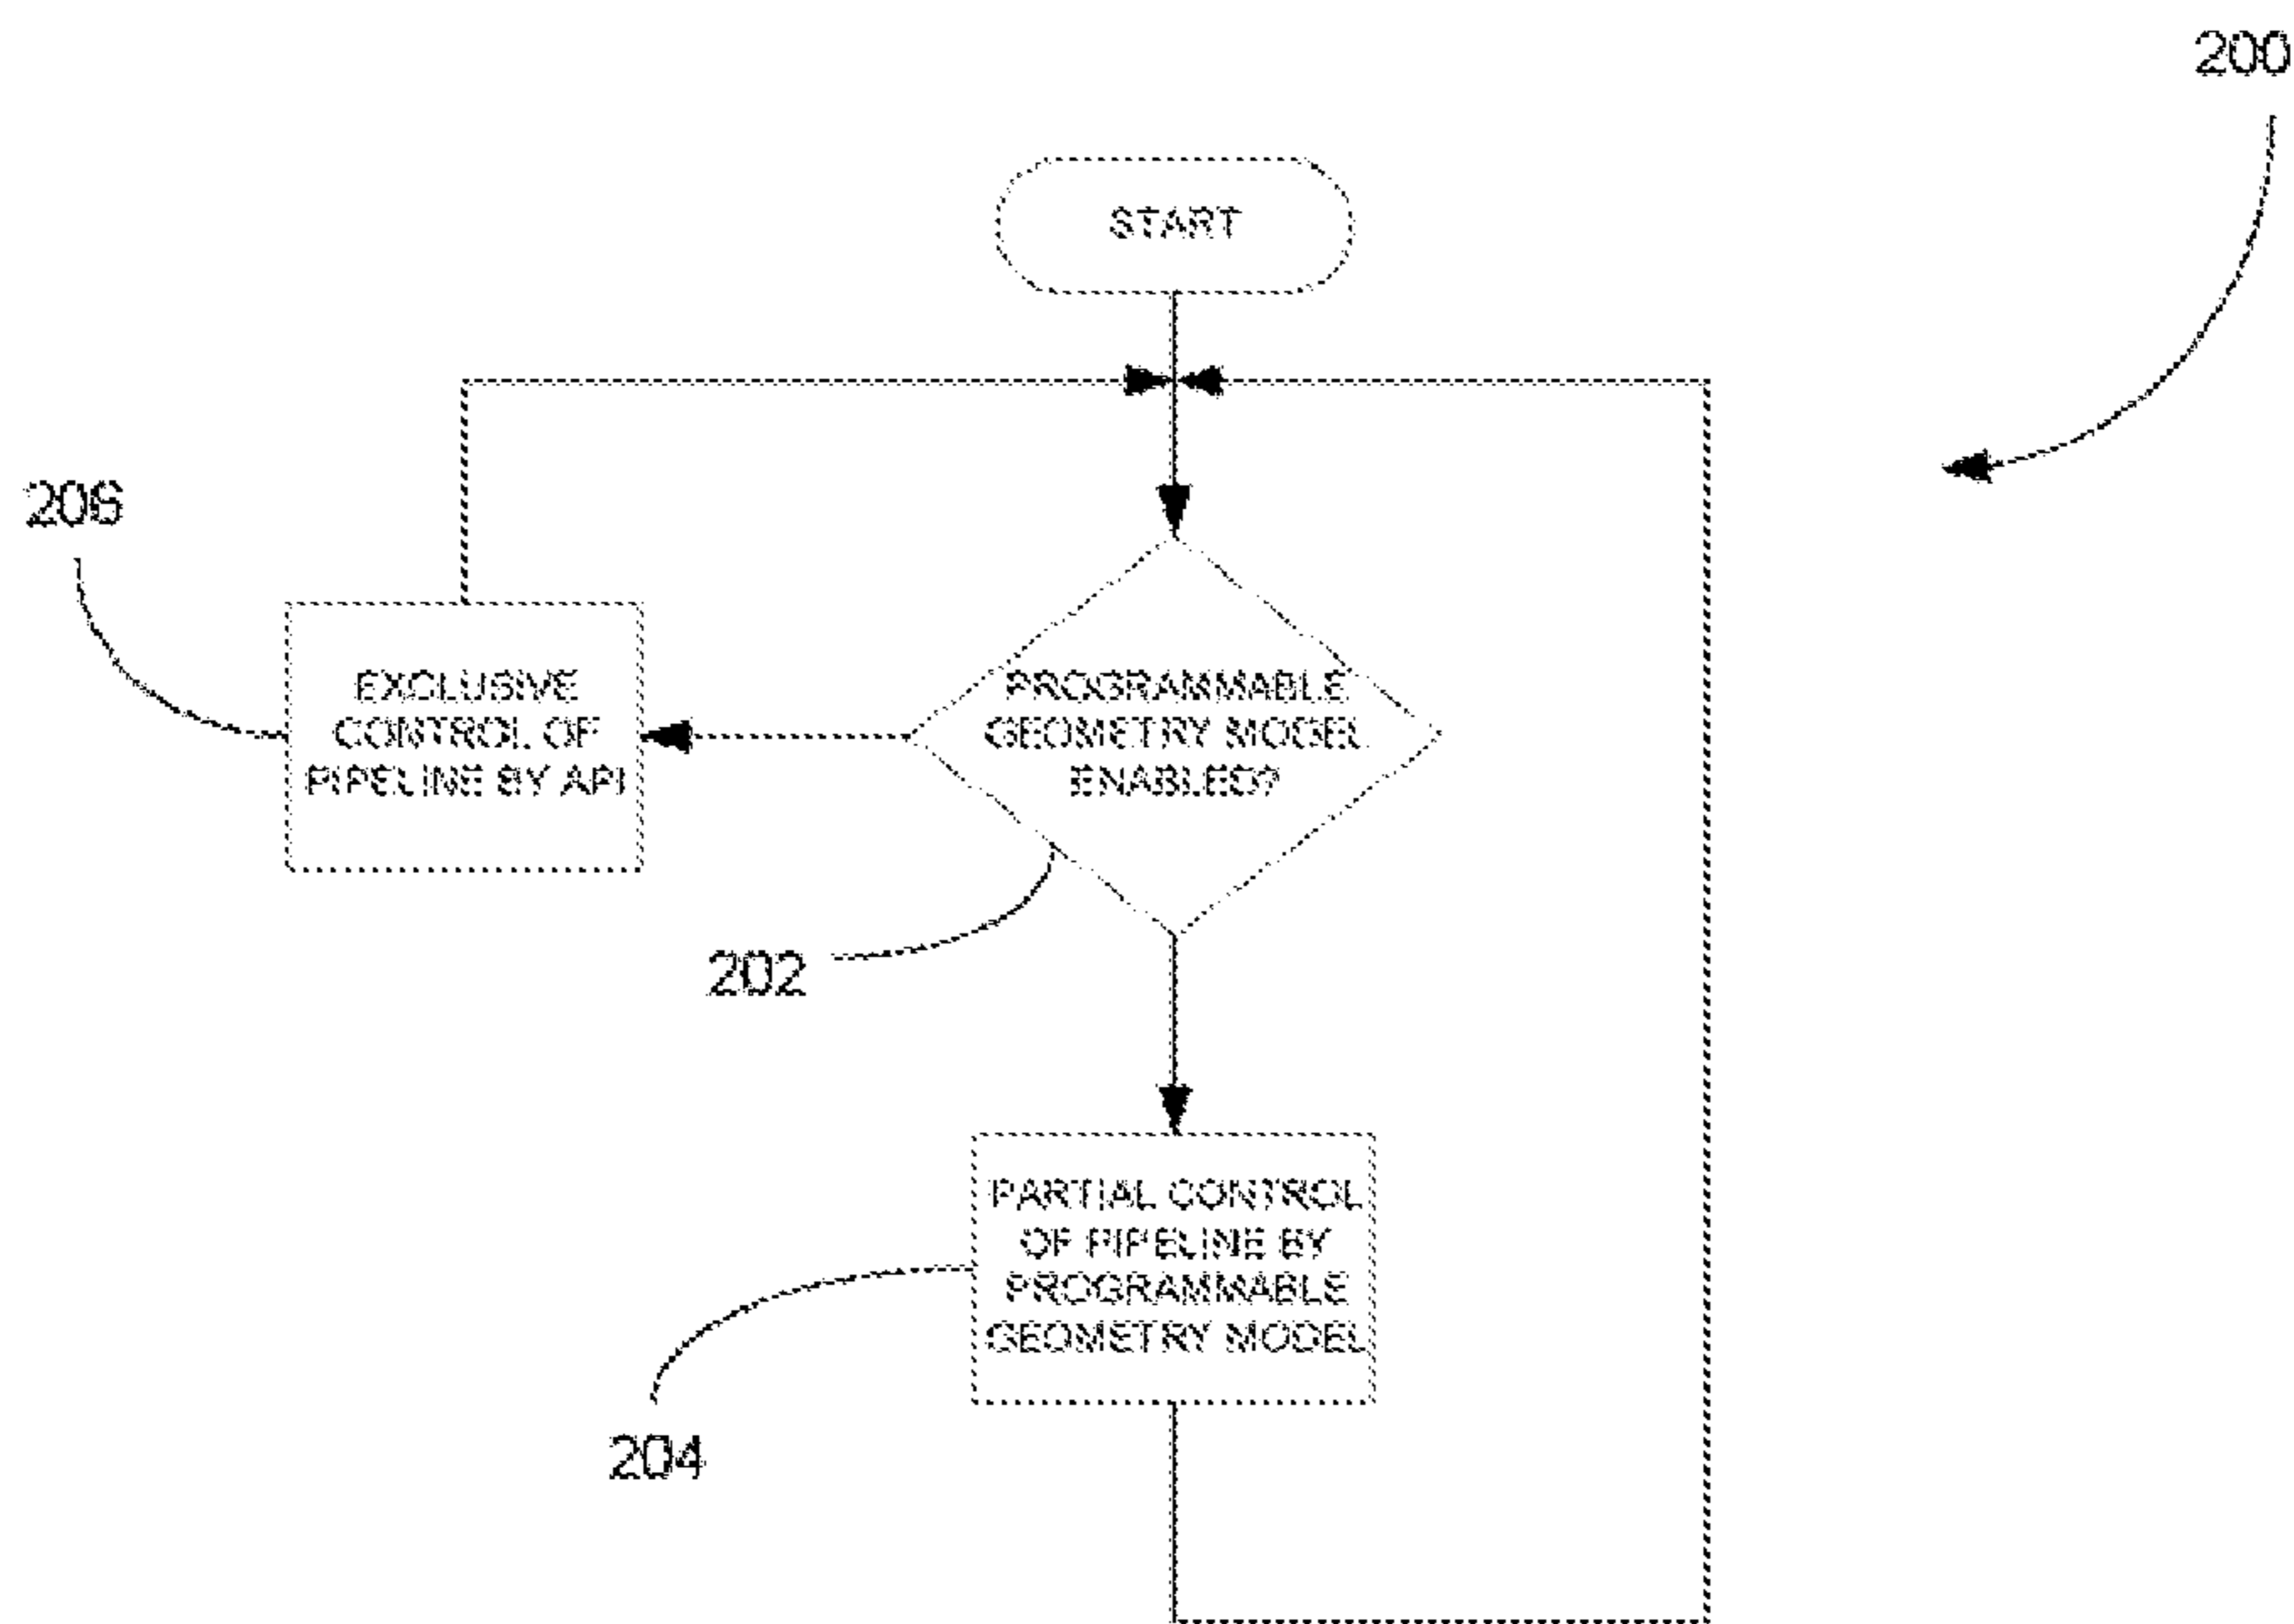 200
START
206
EXCLUSIVE
CONTROL OF
PIPELINE BY API
PROGRAMMABLE
GEOMETRY MODEL
ENABLED?
202
PARTIAL CONTROL
OF PIPELINE BY
PROGRAMMABLE
GEOMETRY MODEL
204